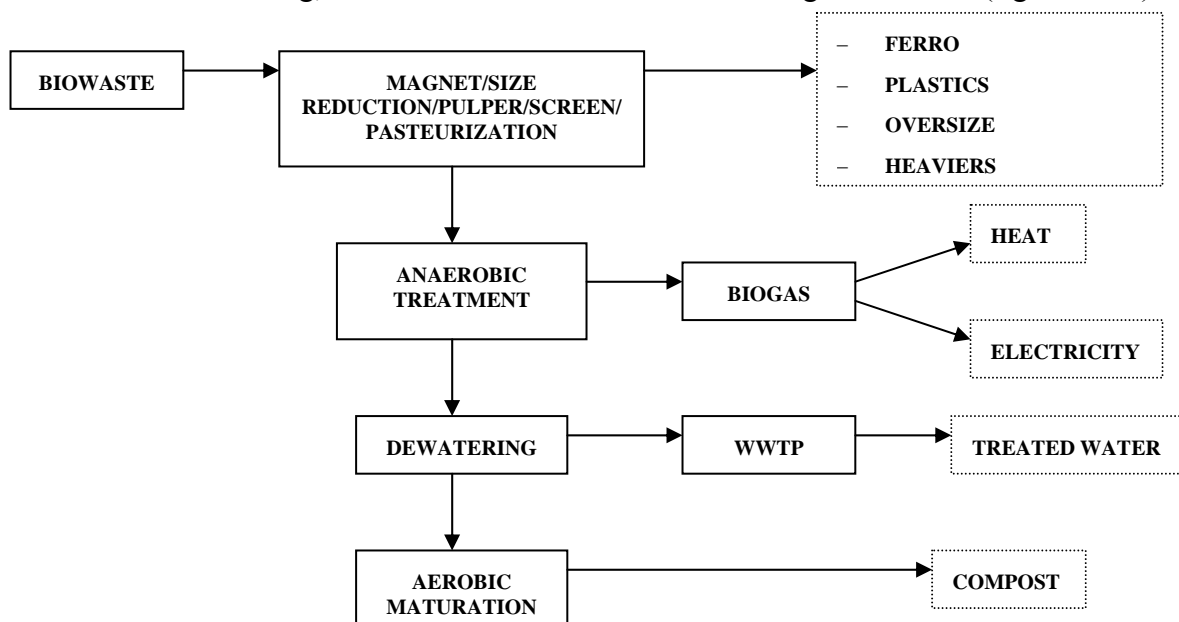 BIOWASTE
MAGNET/SIZE
REDUCTION/PULPER/SCREEN/
PASTEURIZATION
– FERRO
– PLASTICS
– OVERSIZE
– HEAVIERS
HEAT
ANAEROBIC
TREATMENT
BIOGAS
ELECTRICITY
DEWATERING
WWTP
TREATED WATER
AEROBIC
MATURATION
COMPOST